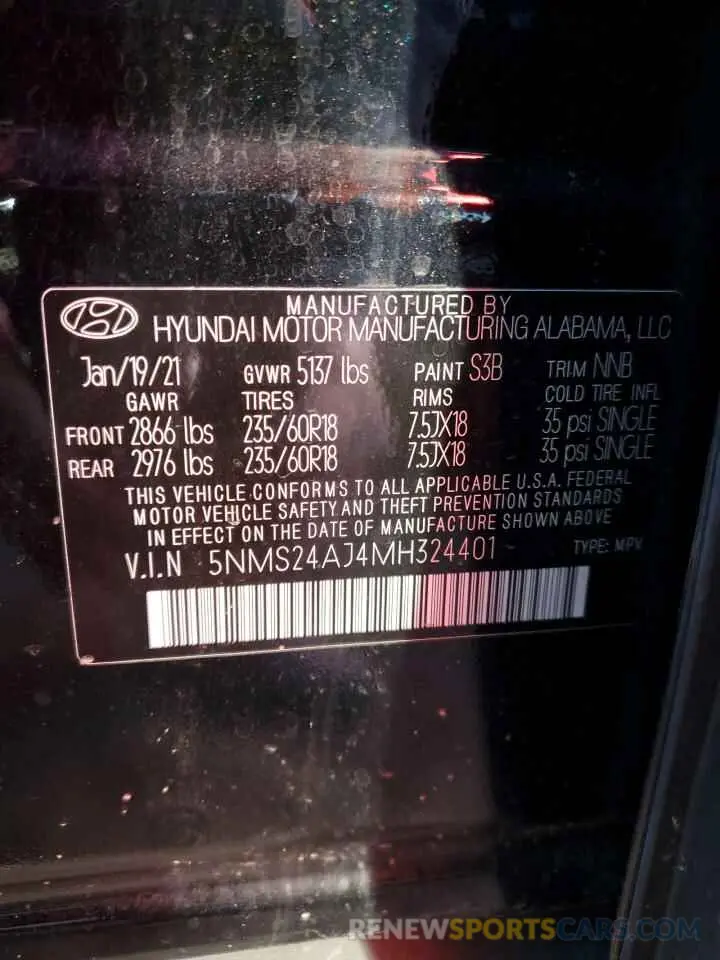 MANUFACTURED BY
HYUNDAI MOTOR MANUFACTURING ALABAMA, LLC
Jan/19/21 GVWR 5137 lbs PAINT S3B TRIM NNB
GAWR TIRES RIMS COLD TIRE INFL
FRONT 2866 lbs 235/60R18 7.5JX18 35 psi SINGLE
REAR 2976 lbs 235/60R18 7.5JX18 35 psi SINGLE
THIS VEHICLE CONFORMS TO ALL APPLICABLE U.S.A. FEDERAL
MOTOR VEHICLE SAFETY AND THEFT PREVENTION STANDARDS
IN EFFECT ON THE DATE OF MANUFACTURE SHOWN ABOVE
V.I.N 5NMS24AJ4MH324401 TYPE: MPV
RENEWSPORTSCARS.COM